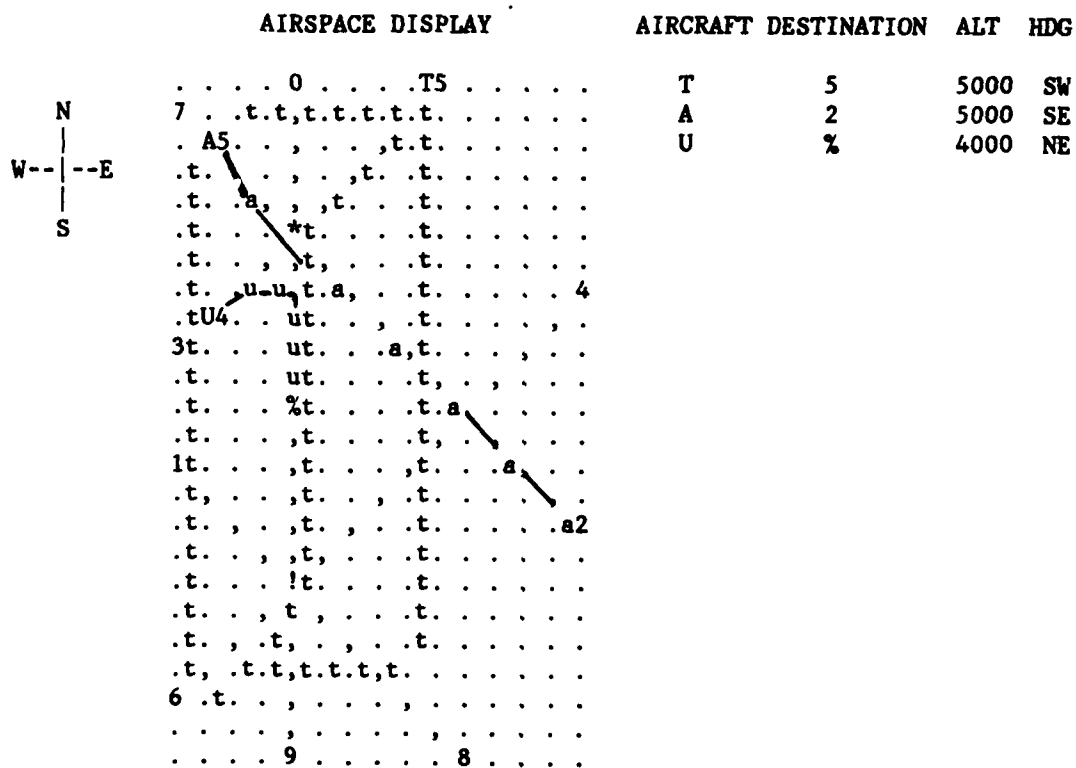 AIRSPACE DISPLAY AIRCRAFT DESTINATION ALT HDG
. . . . 0 . . . .T5 . . . . . T 5 5000 SW
N 7 . .t.t,t.t.t.t.t. . . . . . A 2 5000 SE
. A5. . , . . ,t.t. . . . . . U % 4000 NE
W--|--E .t. . . , . ,t. .t. . . . . .
.t. .a, , ,t. . .t. . . . . .
S .t. . . *t. . . .t. . . . . .
.t. . , ,t, . . .t. . . . . .
.t. ,u-u,t.a, . .t. . . . . 4
.tU4. . ut. . , .t. . . . , .
3t. . . ut. . .a,t. . . , . .
.t. . . ut. . . .t, . , . . .
.t. . . %t. . . .t.a, . . . .
.t. . . ,t. . . .t, . . . . .
1t. . . ,t. . . ,t. . .a, . .
.t, . . ,t. . , .t. . . . . .
.t. , . ,t. , . .t. . . . .a2
.t. . , ,t, . . .t. . . . . .
.t. . . !t. . . .t. . . . . .
.t. . , t , . . .t. . . . . .
.t. , .t, . , . .t. . . . . .
.t, .t.t,t.t.t,t. . . . . . .
6 .t. . , . . . , . . . . . .
. . . . , . . . . , . . . . .
. . . . 9 . . . . . 8 . . . .